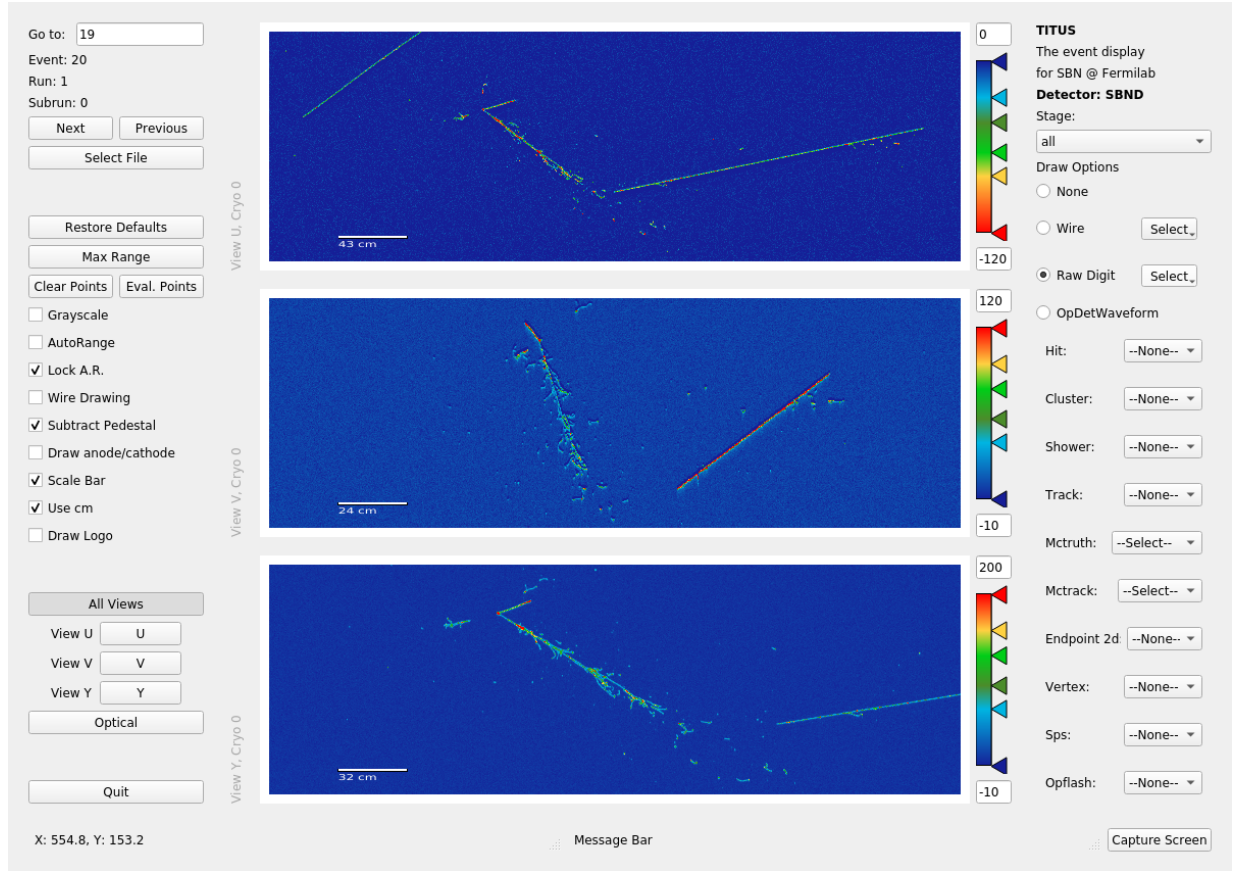 Go to: 19
Event: 20
Run: 1
Subrun: 0
Next Previous
Select File
Restore Defaults
Max Range
Clear Points Eval. Points
Grayscale
AutoRange
Lock A.R.
Wire Drawing
Subtract Pedestal
Draw anode/cathode
Scale Bar
Use cm
Draw Logo
All Views
View U U
View V V
View Y Y
Optical
Quit
X: 554.8, Y: 153.2
View U, Cryo 0
43 cm
0
-120
View V, Cryo 0
24 cm
120
-10
View Y, Cryo 0
32 cm
200
-10
Message Bar
TITUS
The event display
for SBN @ Fermilab
Detector: SBND
Stage:
all
Draw Options
None
Wire Select
Raw Digit Select
OpDetWaveform
Hit: --None--
Cluster: --None--
Shower: --None--
Track: --None--
Mctruth: --Select--
Mctrack: --Select--
Endpoint 2d: --None--
Vertex: --None--
Sps: --None--
Opflash: --None--
Capture Screen